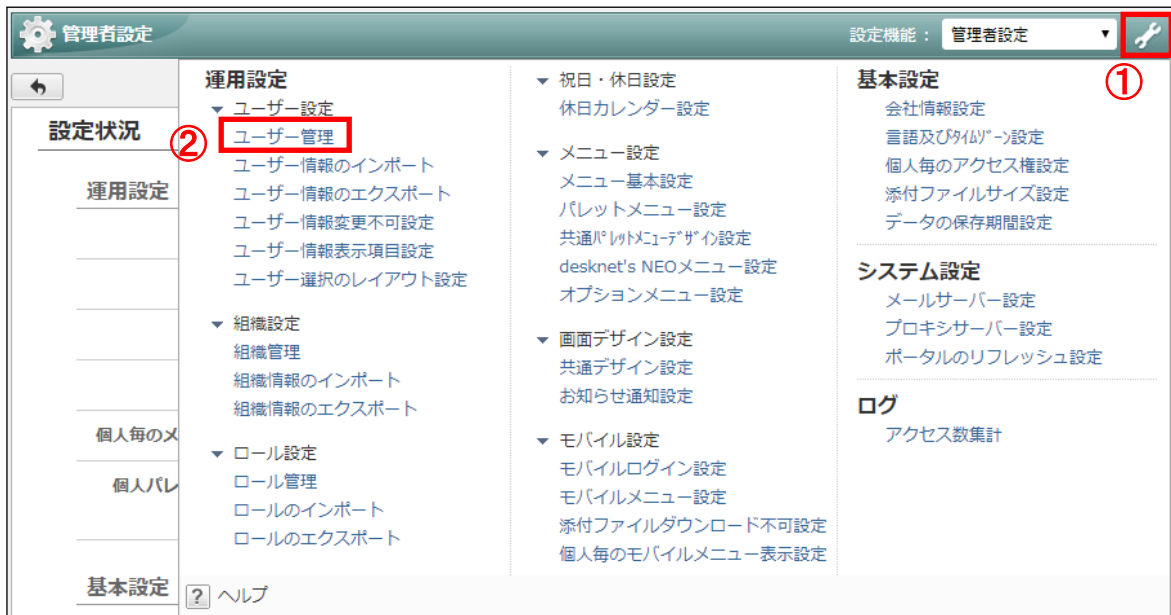 管理者設定
設定機能： 管理者設定
①
設定状況
運用設定
個人毎のメ
個人パレ
基本設定
運用設定
ユーザー設定
②
ユーザー管理
ユーザー情報のインポート
ユーザー情報のエクスポート
ユーザー情報変更不可設定
ユーザー情報表示項目設定
ユーザー選択のレイアウト設定
組織設定
組織管理
組織情報のインポート
組織情報のエクスポート
ロール設定
ロール管理
ロールのインポート
ロールのエクスポート
祝日・休日設定
休日カレンダー設定
メニュー設定
メニュー基本設定
パレットメニュー設定
共通ﾊﾟﾚｯﾄﾒﾆｭｰﾃﾞｻﾞｲﾝ設定
desknet's NEOメニュー設定
オプションメニュー設定
画面デザイン設定
共通デザイン設定
お知らせ通知設定
モバイル設定
モバイルログイン設定
モバイルメニュー設定
添付ファイルダウンロード不可設定
個人毎のモバイルメニュー表示設定
基本設定
会社情報設定
言語及びﾀｲﾑｿﾞｰﾝ設定
個人毎のアクセス権設定
添付ファイルサイズ設定
データの保存期間設定
システム設定
メールサーバー設定
プロキシサーバー設定
ポータルのリフレッシュ設定
ログ
アクセス数集計
? ヘルプ